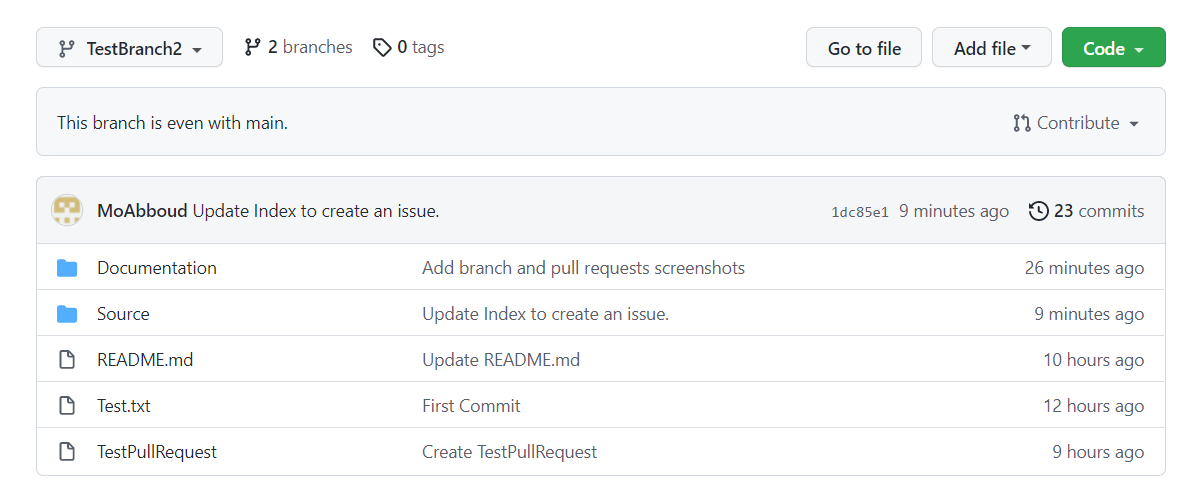 TestBranch2 2 branches 0 tags Go to file Add file Code
This branch is even with main. Contribute
MoAbboud Update Index to create an issue. 1dc85e1 9 minutes ago 23 commits
Documentation Add branch and pull requests screenshots 26 minutes ago
Source Update Index to create an issue. 9 minutes ago
README.md Update README.md 10 hours ago
Test.txt First Commit 12 hours ago
TestPullRequest Create TestPullRequest 9 hours ago